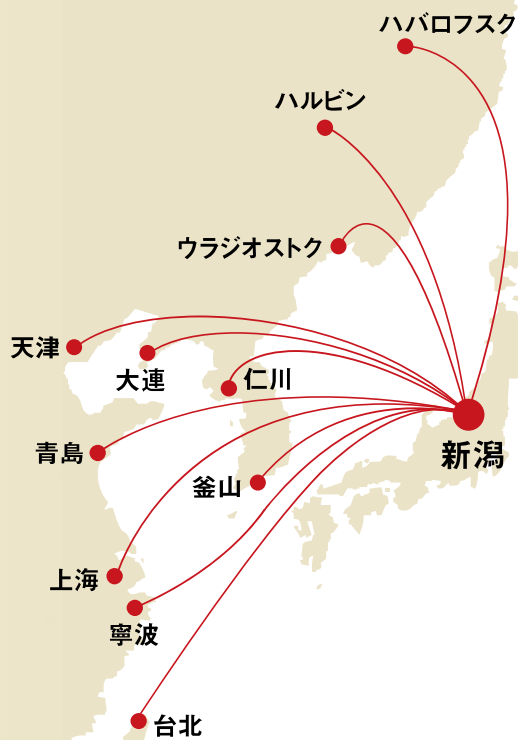 ハバロフスク
ハルビン
ウラジオストク
天津
大連
仁川
新潟
青島
釜山
上海
寧波
台北